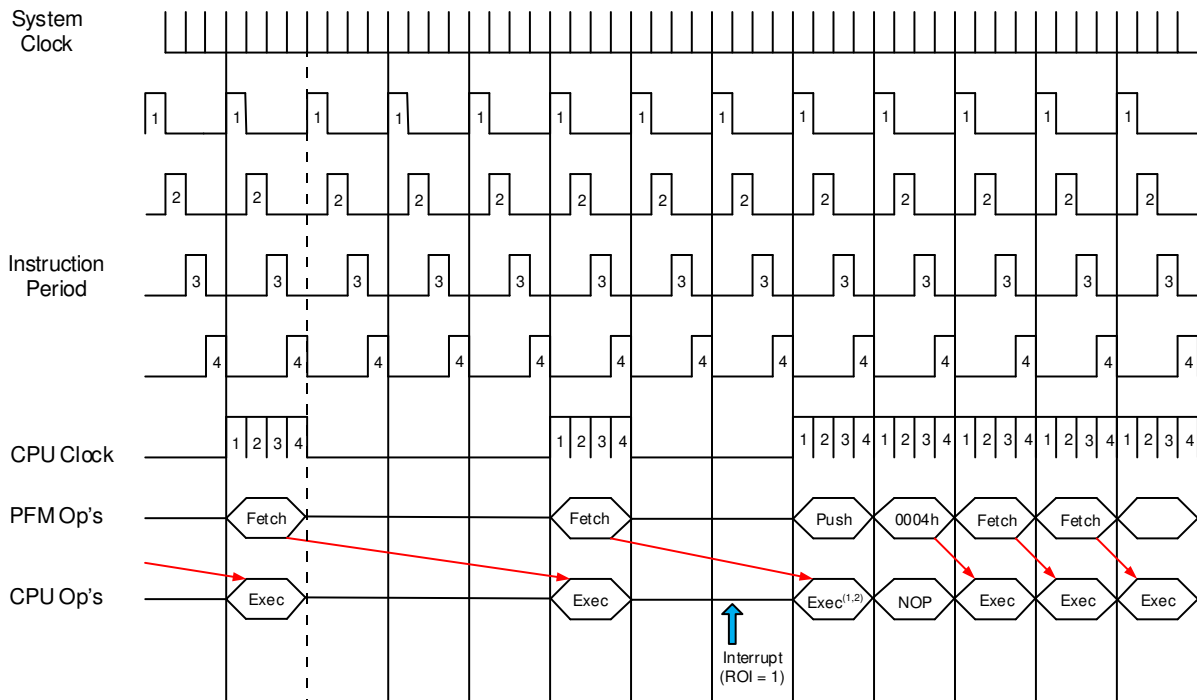 System
Clock
1 1 1 1 1 1 1 1 1 1 1 1 1
2 2 2 2 2 2 2 2 2 2 2 2 2
Instruction
Period
3 3 3 3 3 3 3 3 3 3 3 3 3
4 4 4 4 4 4 4 4 4 4 4 4 4
CPU Clock
1 2 3 4 1 2 3 4 1 2 3 4 1 2 3 4 1 2 3 4 1 2 3 4 1 2 3 4
PFM Op's
Fetch Fetch Push 0004h Fetch Fetch
CPU Op's
Exec Exec Exec(1,2) NOP Exec Exec Exec
Interrupt
(ROI = 1)